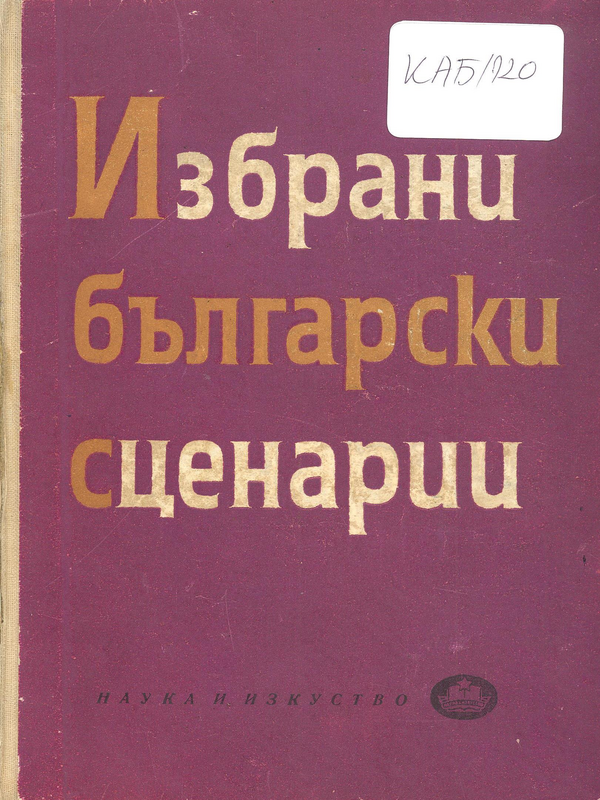 КАБ/120
Избрани
български
сценарии
НАУКА И ИЗКУСТВО